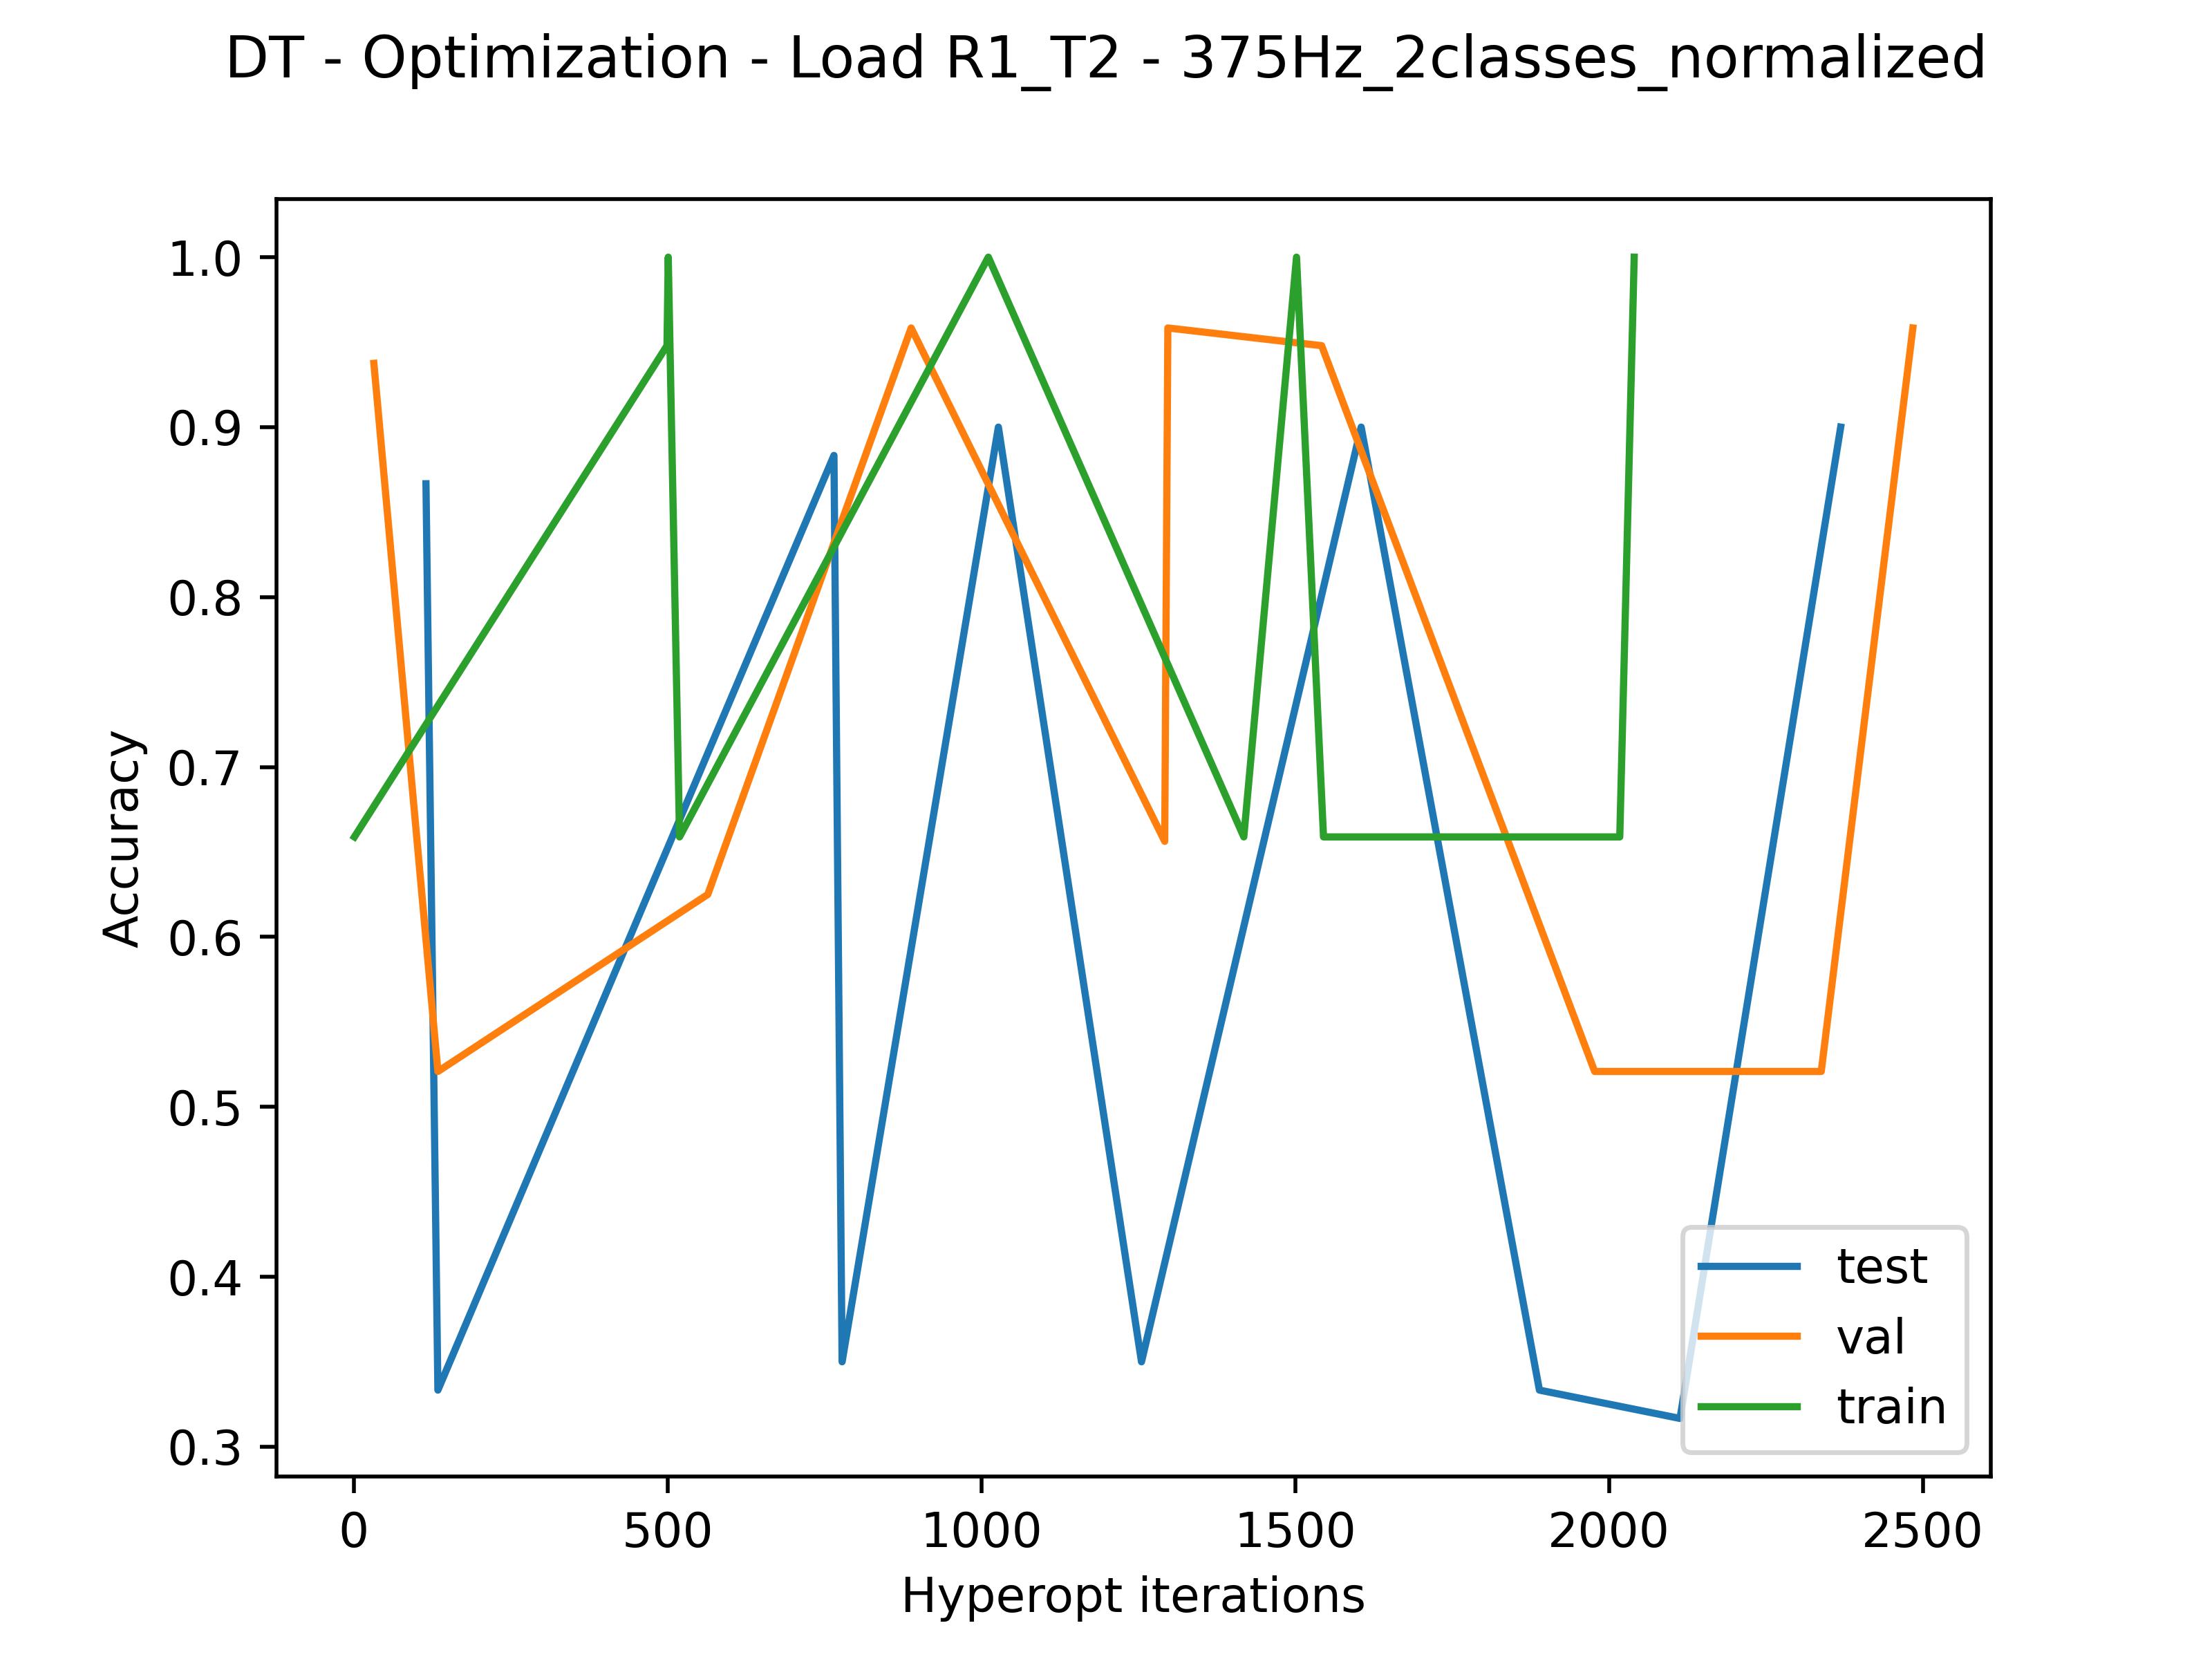 DT - Optimization - Load R1_T2 - 375Hz_2classes_normalized
1.0
0.9
0.8
0.7
0.6
0.5
0.4
0.3
Accuracy
test
val
train
0 500 1000 1500 2000 2500
Hyperopt iterations